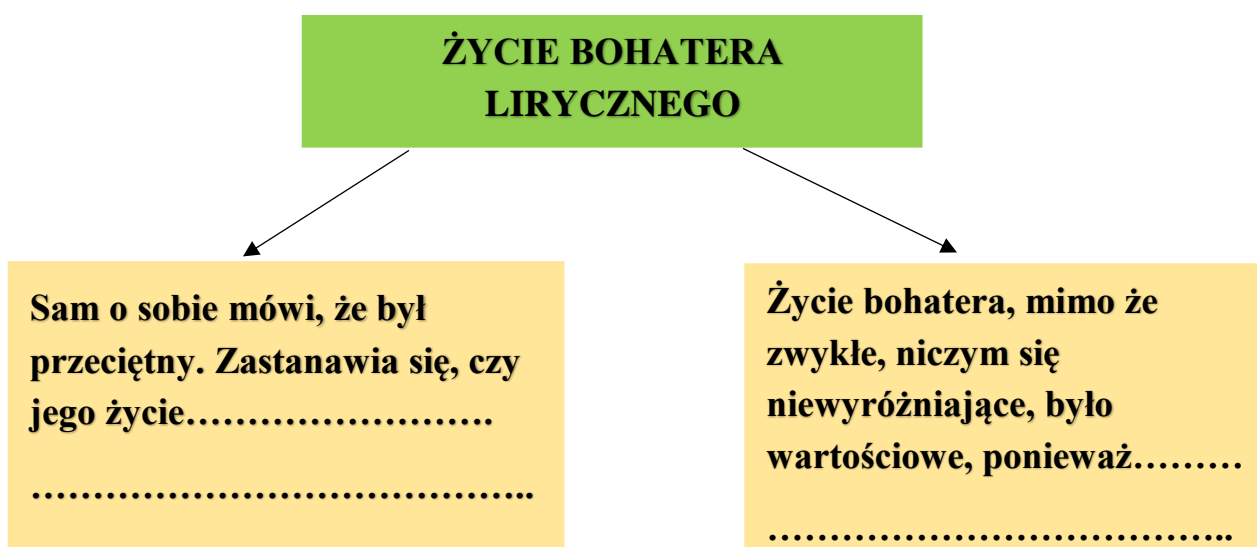 ŻYCIE BOHATERA
LIRYCZNEGO
Sam o sobie mówi, że był
przeciętny. Zastanawia się, czy
jego życie…………………….
…………………………………..
Życie bohatera, mimo że
zwykłe, niczym się
niewyróżniające, było
wartościowe, ponieważ………
………………………………..